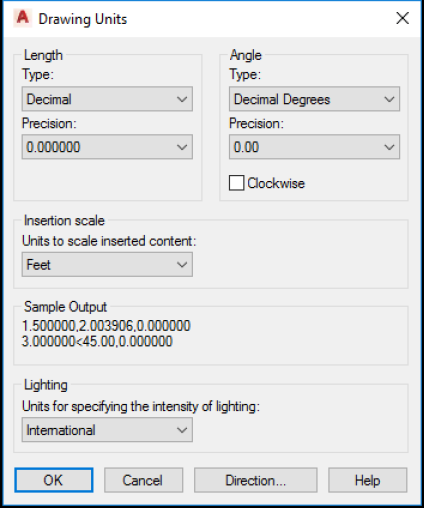 A Drawing Units
Length
Type:
Decimal
Precision:
0.000000
Angle
Type:
Decimal Degrees
Precision:
0.00
Clockwise
Insertion scale
Units to scale inserted content:
Feet
Sample Output
1.500000,2.003906,0.000000
3.000000<45.00,0.000000
Lighting
Units for specifying the intensity of lighting:
International
OK Cancel Direction... Help